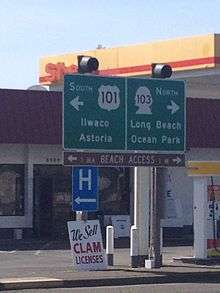 SOUTH
101
Ilwaco
Astoria
NORTH
103
Long Beach
Ocean Park
BEACH ACCESS
H
We Sell
CLAM
LICENSES